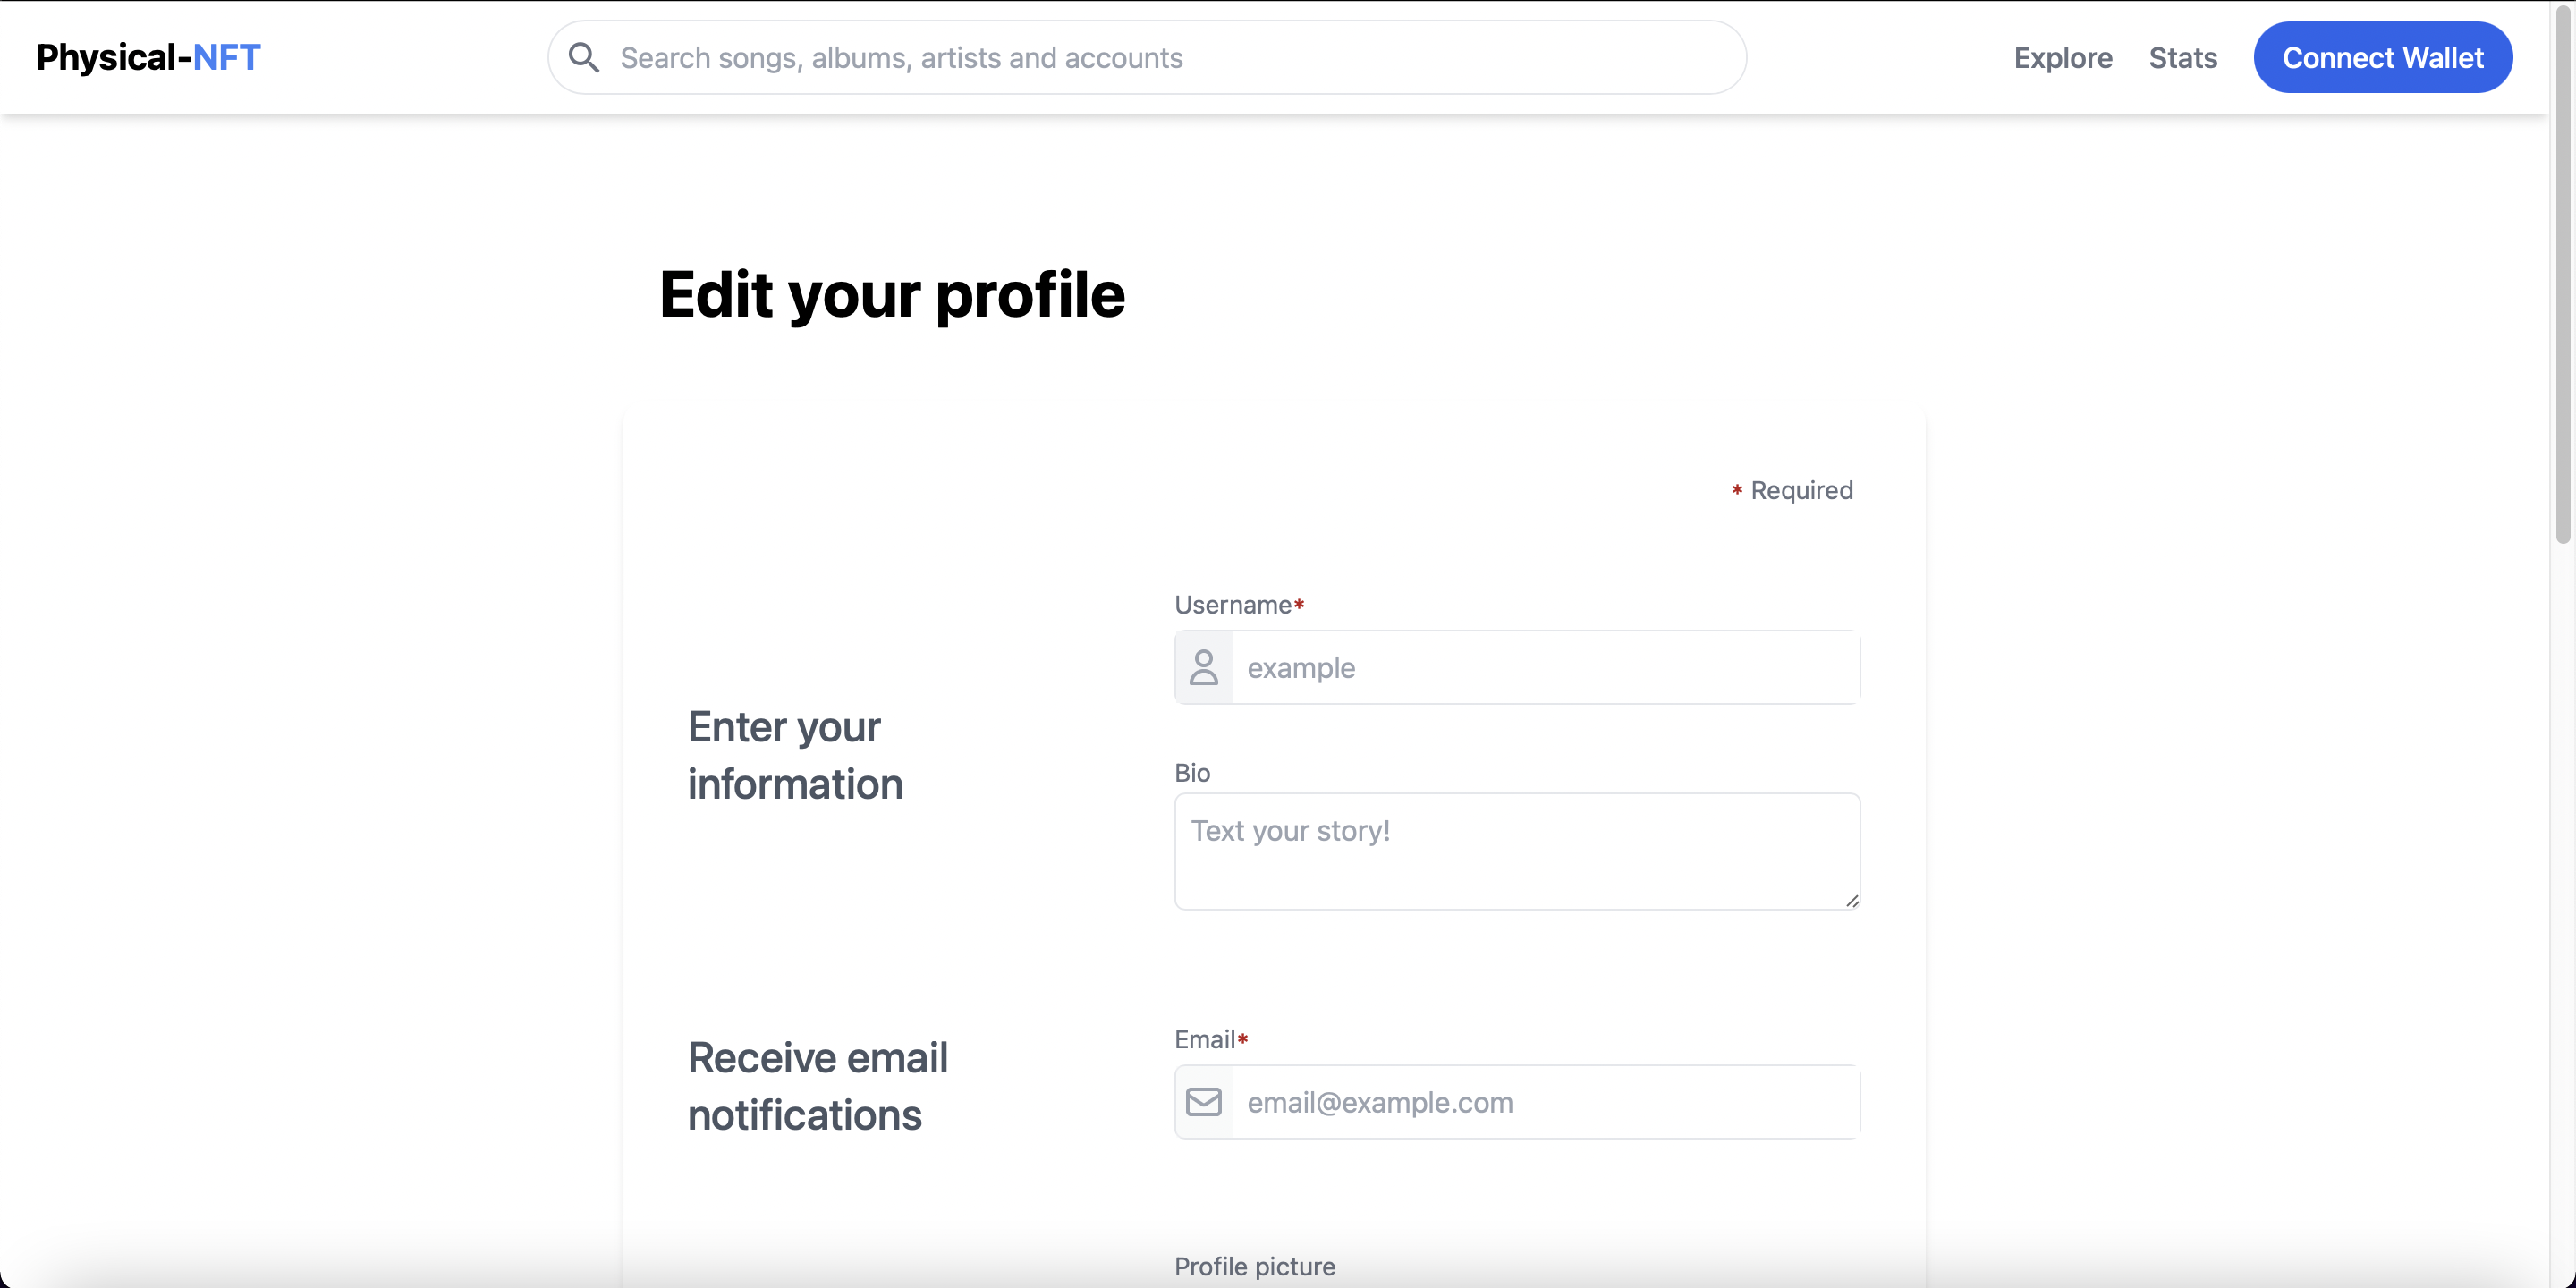 Physical-NFT
Search songs, albums, artists and accounts
Explore
Stats
Connect Wallet
Edit your profile
* Required
Username*
example
Enter your
information
Bio
Text your story!
Receive email
notifications
Email*
email@example.com
Profile picture